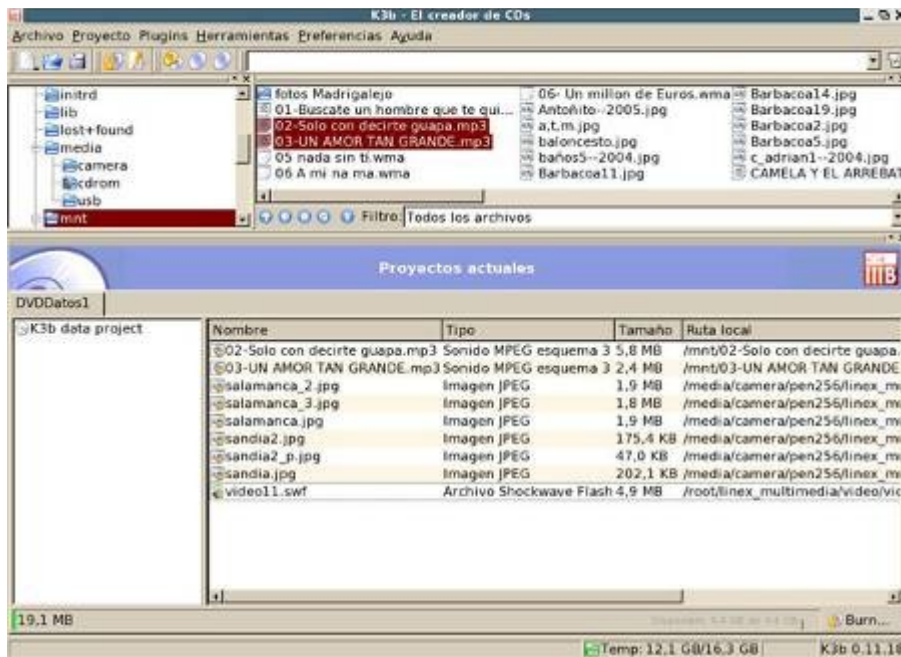 K3b - El creador de CDs
Archivo Proyecto Plugins Herramientas Preferencias Ayuda
initrd
lib
lost+found
media
camera
cdrom
usb
mnt
fotos Madrigalejo
01-Buscate un hombre que te qui...
02-Solo con decirte guapa.mp3
03-UN AMOR TAN GRANDE.mp3
05 nada sin ti.wma
06 A mi na ma.wma
06- Un millon de Euros.wma
Antoñito--2005.jpg
a,t,m.jpg
baloncesto.jpg
baños5--2004.jpg
Barbacoa11.jpg
Barbacoa14.jpg
Barbacoa19.jpg
Barbacoa2.jpg
Barbacoa5.jpg
c_adrian1--2004.jpg
CAMELA Y EL ARREBAT
Filtro: Todos los archivos
Proyectos actuales
DVDDatos1
K3b data project
Nombre Tipo Tamaño Ruta local
02-Solo con decirte guapa.mp3 Sonido MPEG esquema 3 5,8 MB /mnt/02-Solo con decirte guapa.
03-UN AMOR TAN GRANDE.mp3 Sonido MPEG esquema 3 2,4 MB /mnt/03-UN AMOR TAN GRANDE
salamanca_2.jpg Imagen JPEG 1,9 MB /media/camera/pen256/linex_m
salamanca_3.jpg Imagen JPEG 1,8 MB /media/camera/pen256/linex_m
salamanca.jpg Imagen JPEG 1,9 MB /media/camera/pen256/linex_m
sandia2.jpg Imagen JPEG 175,4 KB /media/camera/pen256/linex_m
sandia2_p.jpg Imagen JPEG 47,0 KB /media/camera/pen256/linex_m
sandia.jpg Imagen JPEG 202,1 KB /media/camera/pen256/linex_m
video11.swf Archivo Shockwave Flash 4,9 MB /root/linex_multimedia/video/vi
19,1 MB
Burn...
Temp: 12,1 GB/16,3 GB K3b 0.11.18